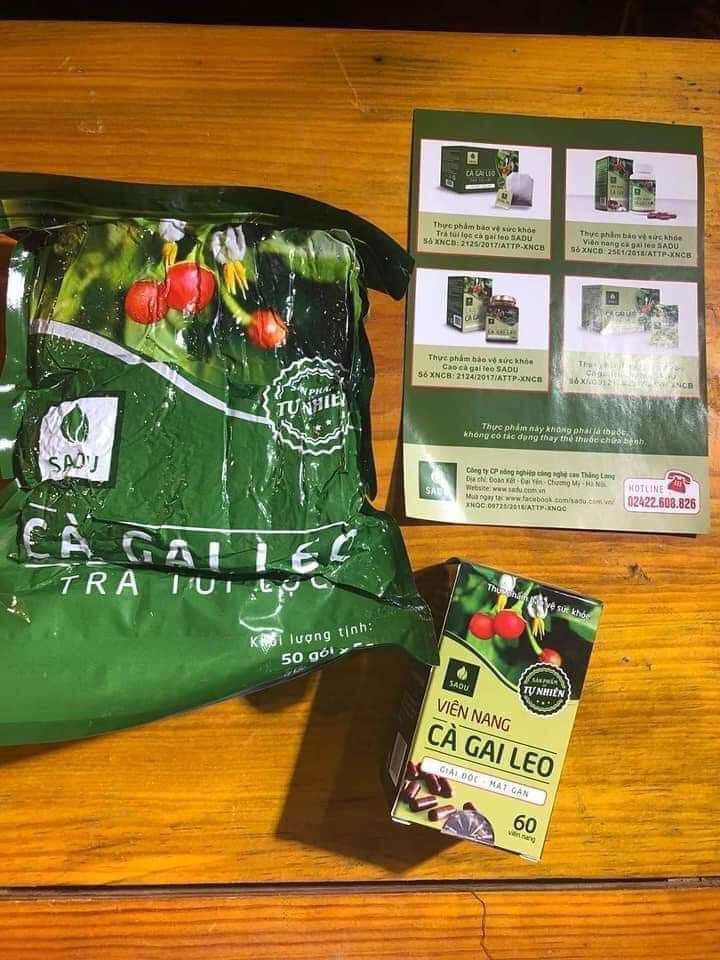 SẢN PHẨM
TỰ NHIÊN
SADU
CÀ GAI LEO
TRÀ TÚI LỌC
Khối lượng tịnh:
50 gói x
CÀ GAI LEO
Thực phẩm bảo vệ sức khỏe
Trà túi lọc cà gai leo SADU
Số XNCB: 2125/2017/ATTP-XNCB
Thực phẩm bảo vệ sức khỏe
Viên nang cà gai leo SADU
Số XNCB: 2561/2016/ATTP-XNCB
CÀ GAI LEO
Thực phẩm bảo vệ sức khỏe
Cao cà gai leo SADU
Số XNCB: 2124/2017/ATTP-XNCB
Thực phẩm này không phải là thuốc,
không có tác dụng thay thế thuốc chữa bệnh.
SADU
Công ty CP nông nghiệp công nghệ cao Thăng Long
Địa chỉ: Đoàn Kết - Đại Yên - Chương Mỹ - Hà Nội.
Website: www.sadu.com.vn
Mua ngay tại: www.facebook.com/sadu.com.vn/
XNQC:00720/2018/ATTP-XNQC
HOTLINE
02422.608.826
Thực phẩm bảo vệ sức khỏe
SADU
SẢN PHẨM
TỰ NHIÊN
VIÊN NANG
CÀ GAI LEO
GIẢI ĐỘC - MÁT GAN
60
viên nang